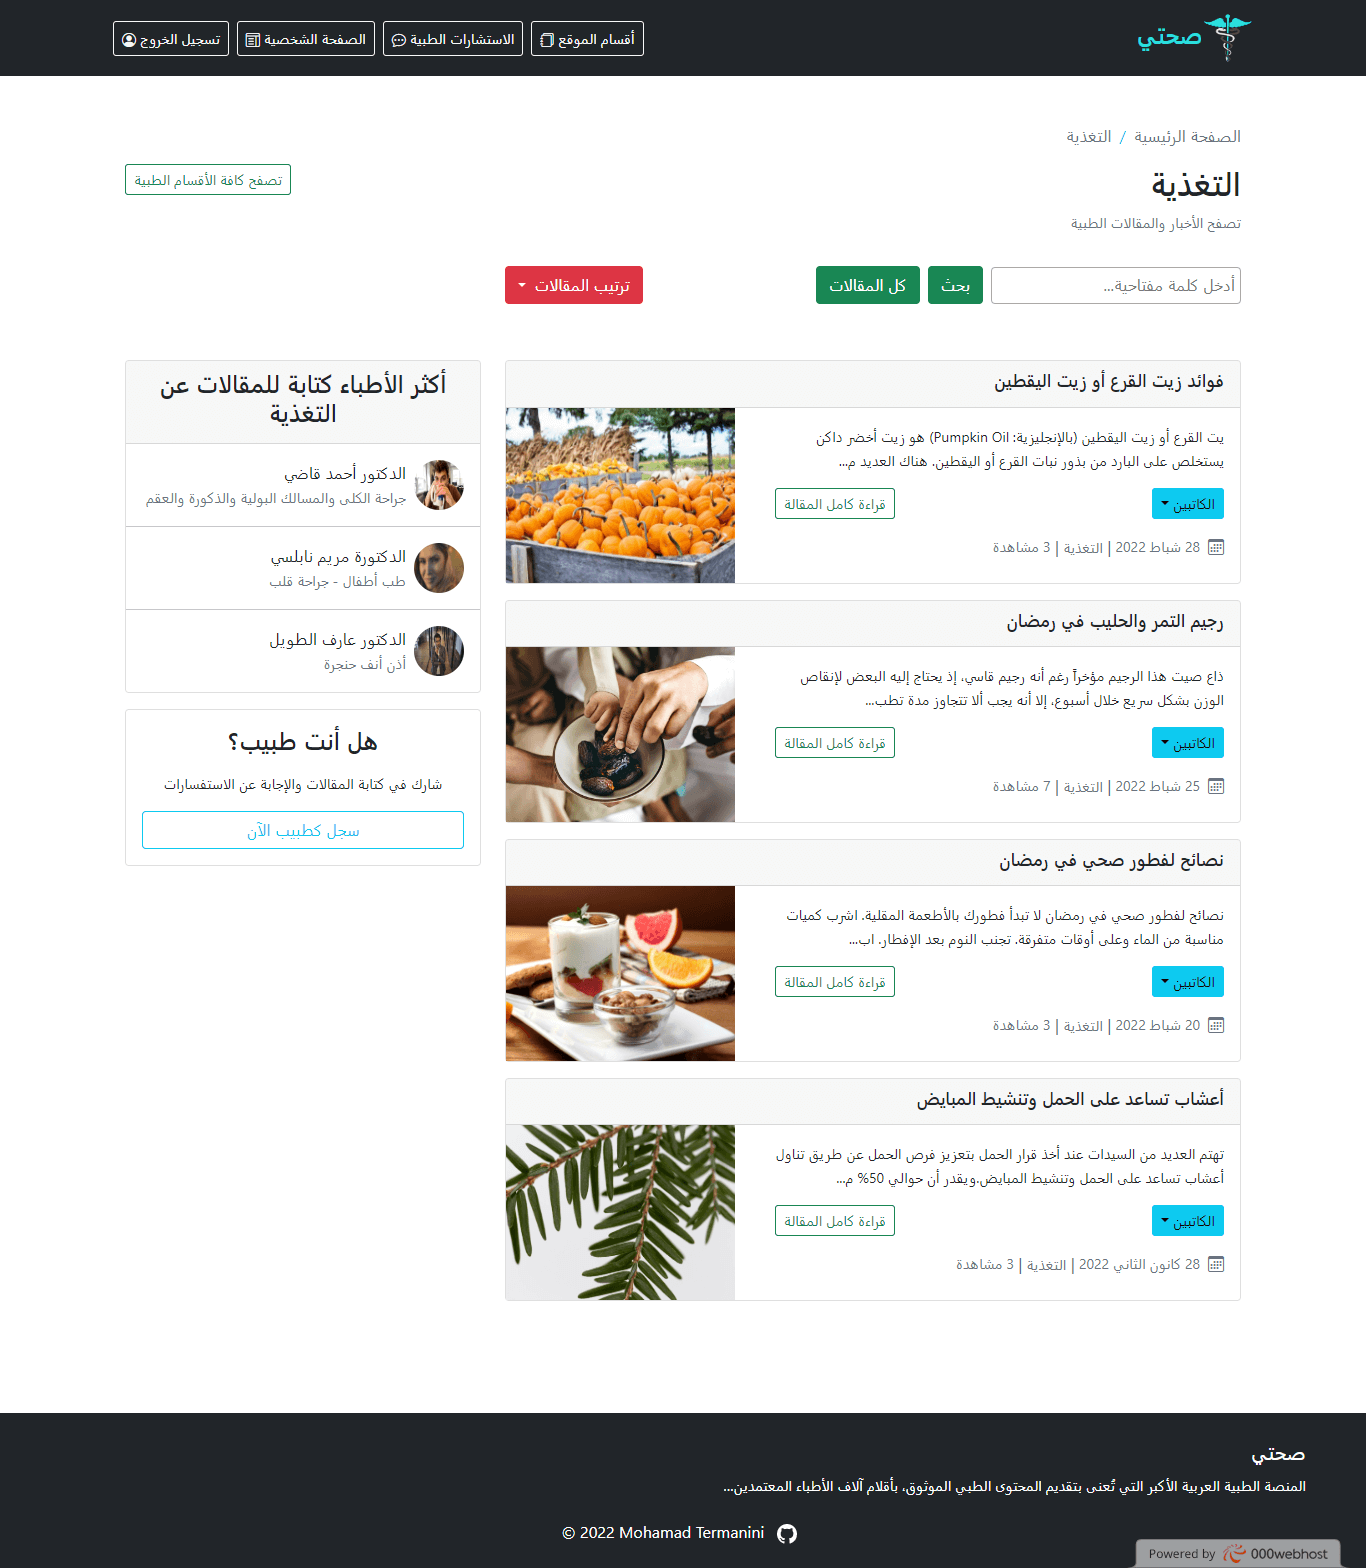 صحتي
أقسام الموقع
الاستشارات الطبية
الصفحة الشخصية
تسجيل الخروج
الصفحة الرئيسية / التغذية
التغذية
تصفح كافة الأقسام الطبية
تصفح الأخبار والمقالات الطبية
أدخل كلمة مفتاحية...
بحث
كل المقالات
ترتيب المقالات
فوائد زيت القرع أو زيت اليقطين
يت القرع أو زيت اليقطين (بالإنجليزية: Pumpkin Oil) هو زيت أخضر داكن
يستخلص على البارد من بذور نبات القرع أو اليقطين. هناك العديد م...
الكاتبين
قراءة كامل المقالة
28 شباط 2022 | التغذية | 3 مشاهدة
رجيم التمر والحليب في رمضان
ذاع صيت هذا الرجيم مؤخراً رغم أنه رجيم قاسي، إذ يحتاج إليه البعض لإنقاص
الوزن بشكل سريع خلال أسبوع، إلا أنه يجب ألا تتجاوز مدة تطب...
الكاتبين
قراءة كامل المقالة
25 شباط 2022 | التغذية | 7 مشاهدة
نصائح لفطور صحي في رمضان
نصائح لفطور صحي في رمضان لا تبدأ فطورك بالأطعمة المقلية. اشرب كميات
مناسبة من الماء وعلى أوقات متفرقة. تجنب النوم بعد الإفطار. اب...
الكاتبين
قراءة كامل المقالة
20 شباط 2022 | التغذية | 3 مشاهدة
أعشاب تساعد على الحمل وتنشيط المبايض
تهتم العديد من السيدات عند أخذ قرار الحمل بتعزيز فرص الحمل عن طريق تناول
أعشاب تساعد على الحمل وتنشيط المبايض.ويقدر أن حوالي 50% م...
الكاتبين
قراءة كامل المقالة
28 كانون الثاني 2022 | التغذية | 3 مشاهدة
أكثر الأطباء كتابة للمقالات عن
التغذية
الدكتور أحمد قاضي
جراحة الكلى والمسالك البولية والذكورة والعقم
الدكتورة مريم نابلسي
طب أطفال - جراحة قلب
الدكتور عارف الطويل
أذن أنف حنجرة
هل أنت طبيب؟
شارك في كتابة المقالات والإجابة عن الاستفسارات
سجل كطبيب الآن
صحتي
المنصة الطبية العربية الأكبر التي تُعنى بتقديم المحتوى الطبي الموثوق، بأقلام آلاف الأطباء المعتمدين...
© 2022 Mohamad Termanini
Powered by 000webhost